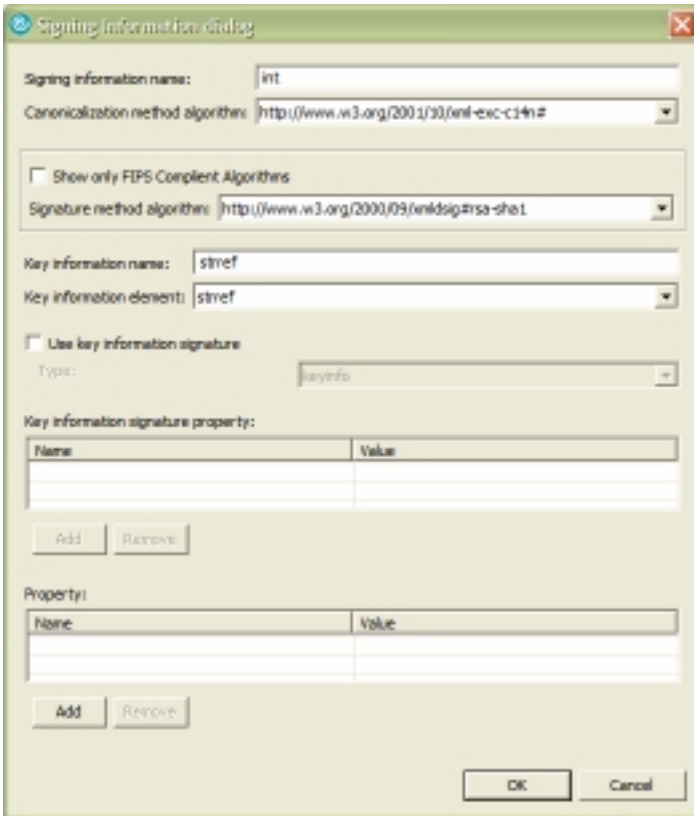 Signing Information dialog
Signing information name: int
Canonicalization method algorithm: http://www.w3.org/2001/10/xml-exc-c14n#
Show only FIPS Complient Algorithms
Signature method algorithm: http://www.w3.org/2000/09/xmldsig#rsa-sha1
Key information name: strref
Key information element: strref
Use key information signature
Type: keyinfo
Key information signature property:
Name Value
Add Remove
Property:
Name Value
Add Remove
OK Cancel